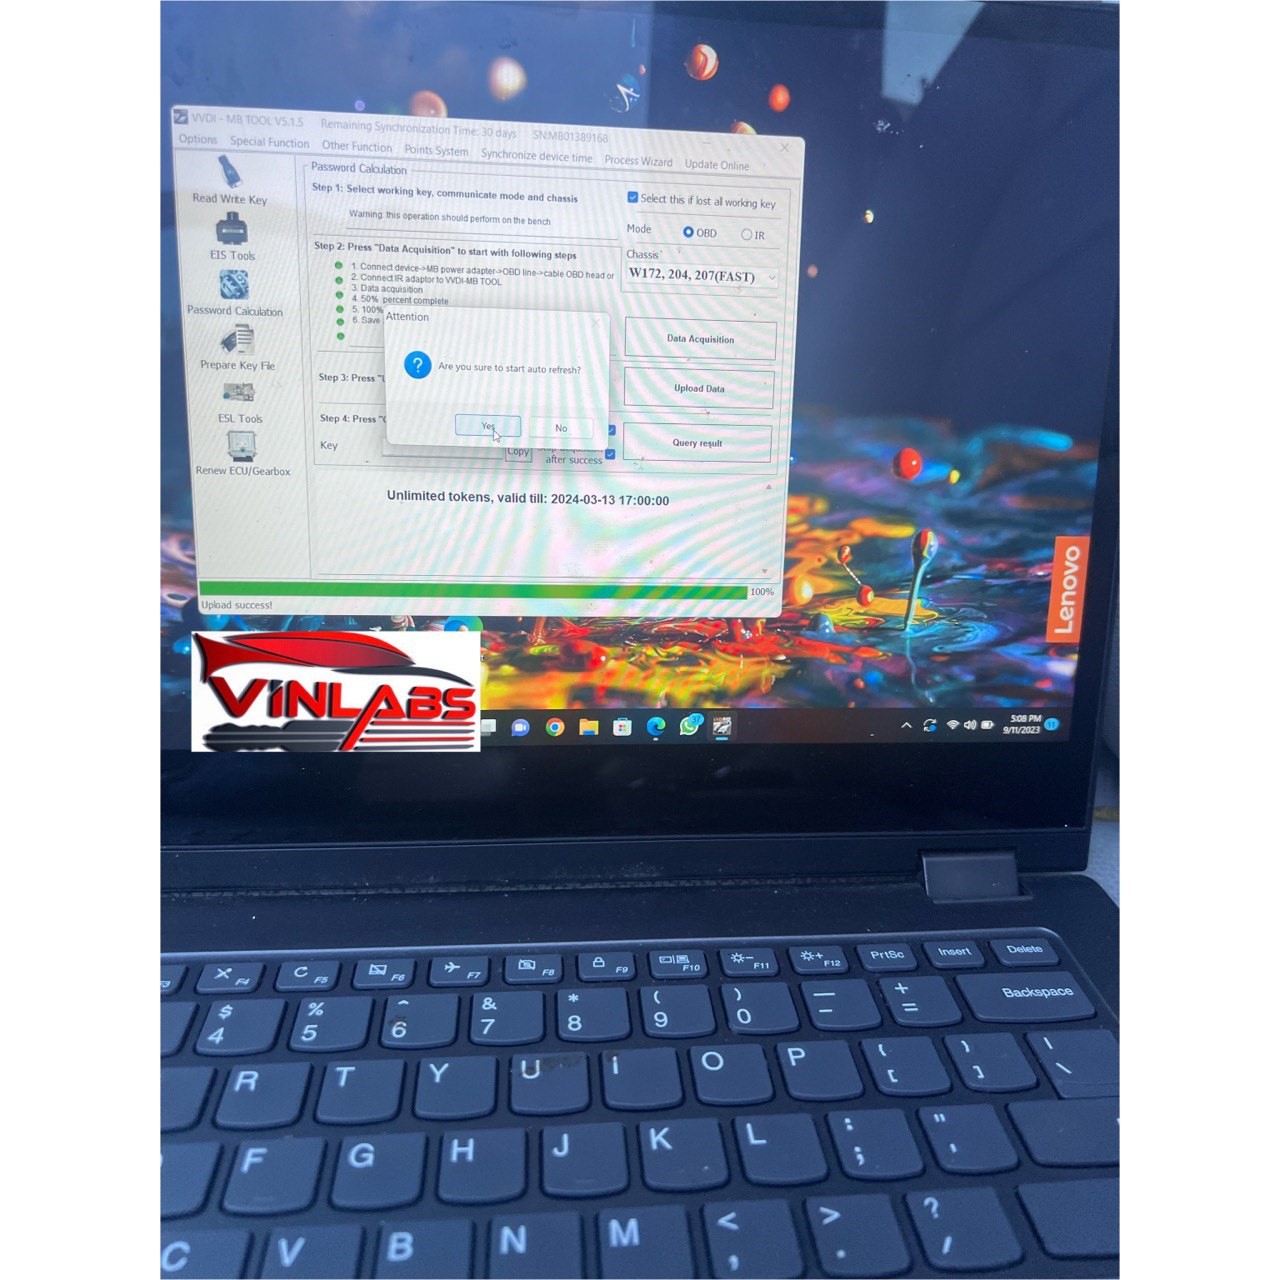 VVDI - MB TOOL V5.1.5 Remaining Synchronization Time: 30 days SN:MB01389168
Options Special Function Other Function Points System Synchronize device time Process Wizard Update Online
Read Write Key
EIS Tools
Password Calculation
Prepare Key File
ESL Tools
Renew ECU/Gearbox
Password Calculation
Step 1: Select working key, communicate mode and chassis
Warning: this operation should perform on the bench
Select this if lost all working key
Mode OBD IR
Step 2: Press "Data Acquisition" to start with following steps
1. Connect device->MB power adapter->OBD line->cable OBD head or
2. Connect IR adaptor to VVDI-MB TOOL
3. Data acquisition
4. 50% percent complete
5. 100%
6. Save
Chassis
W172, 204, 207(FAST)
Data Acquisition
Upload Data
Query result
Attention
Are you sure to start auto refresh?
Yes No
Step 3: Press "
Step 4: Press "
Key
Copy
after success
Unlimited tokens, valid till: 2024-03-13 17:00:00
100%
Upload success!
Lenovo
VINLABS
37
5:08 PM
9/11/2023
11
F4 F5 F6 F7 F8 F9 F10 F11 F12 PrtSc Insert Delete
$ % ^ & * ( ) — + Backspace
4 5 6 7 8 9 0 - =
R T Y U I O P { [ } ] | \
F G H J K L : ; " '
C V B N M < , > . ? /